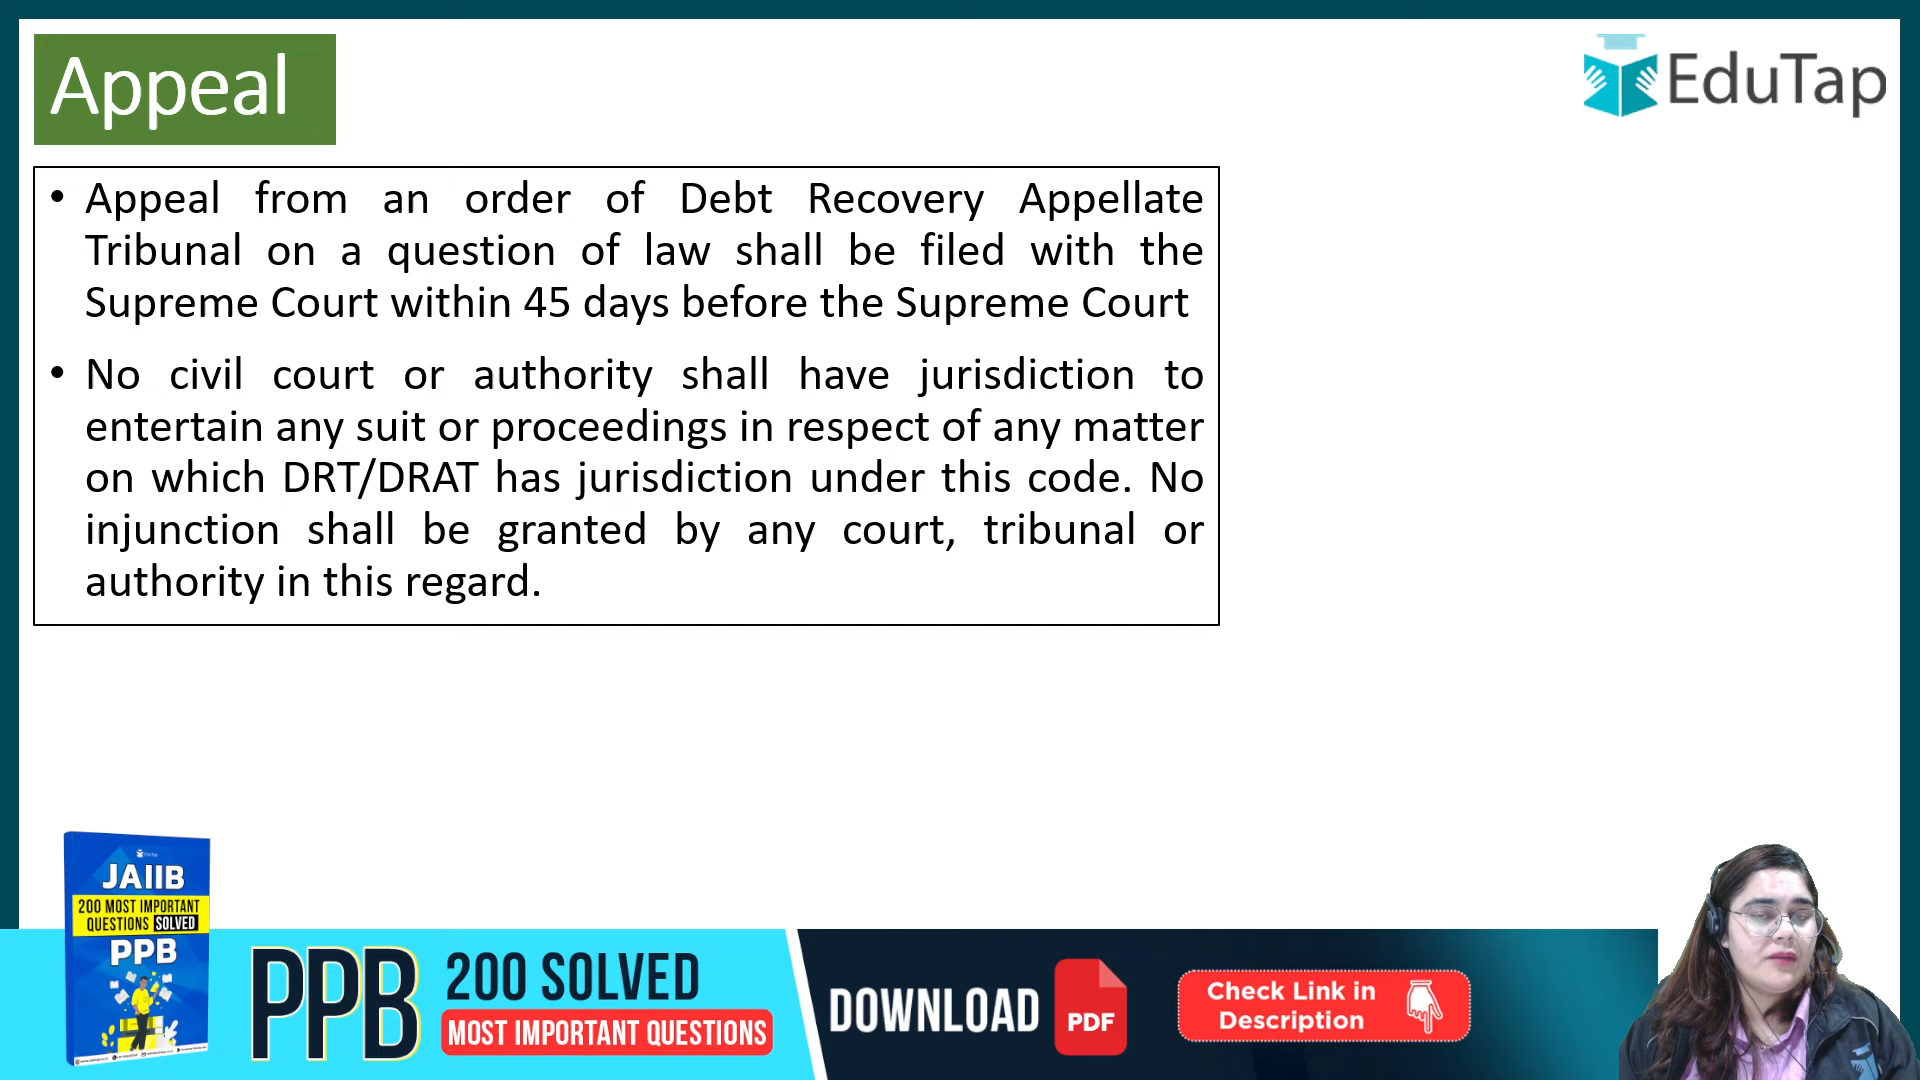 Appeal
EduTap
• Appeal from an order of Debt Recovery Appellate
Tribunal on a question of law shall be filed with the
Supreme Court within 45 days before the Supreme Court
• No civil court or authority shall have jurisdiction to
entertain any suit or proceedings in respect of any matter
on which DRT/DRAT has jurisdiction under this code. No
injunction shall be granted by any court, tribunal or
authority in this regard.
JAIIB
200 MOST IMPORTANT
QUESTIONS SOLVED
PPB
PPB
200 SOLVED
MOST IMPORTANT QUESTIONS
DOWNLOAD
PDF
Check Link in
Description